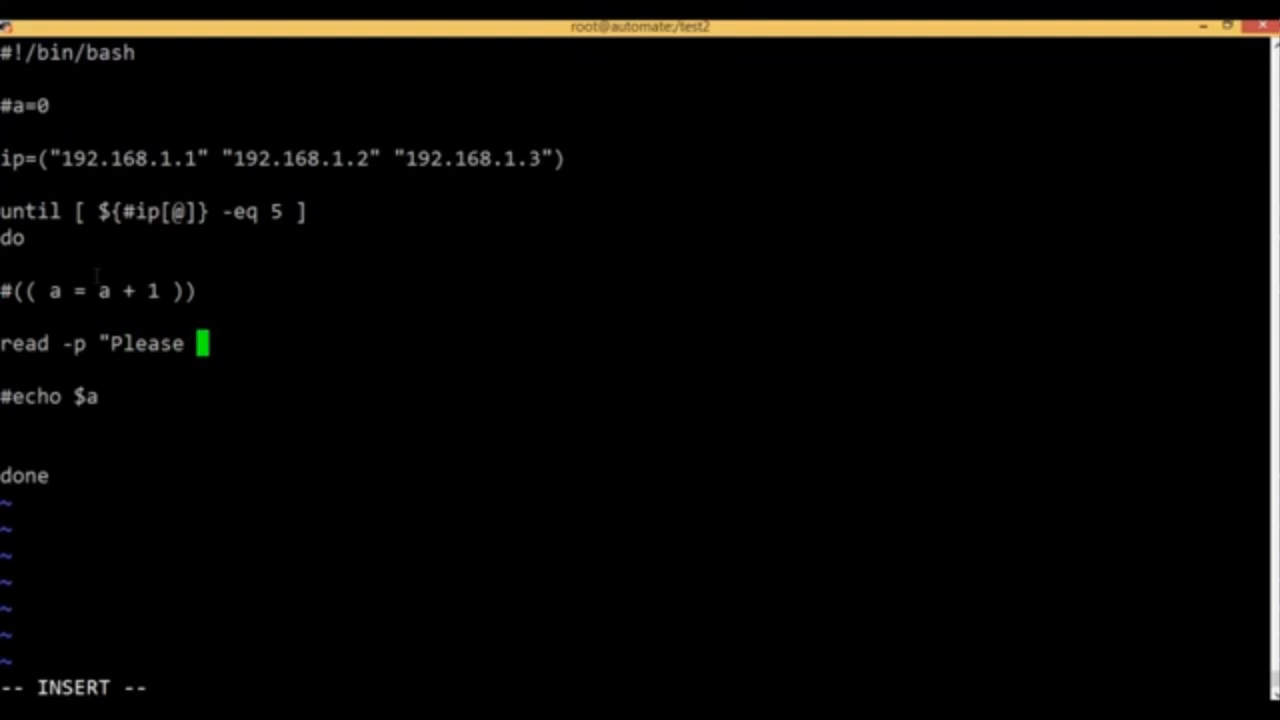 root@automate:/test2
#!/bin/bash
#a=0
ip=("192.168.1.1" "192.168.1.2" "192.168.1.3")
until [ ${#ip[@]} -eq 5 ]
do
#(( a = a + 1 ))
read -p "Please
#echo $a
done
~
~
~
~
~
~
~
-- INSERT --